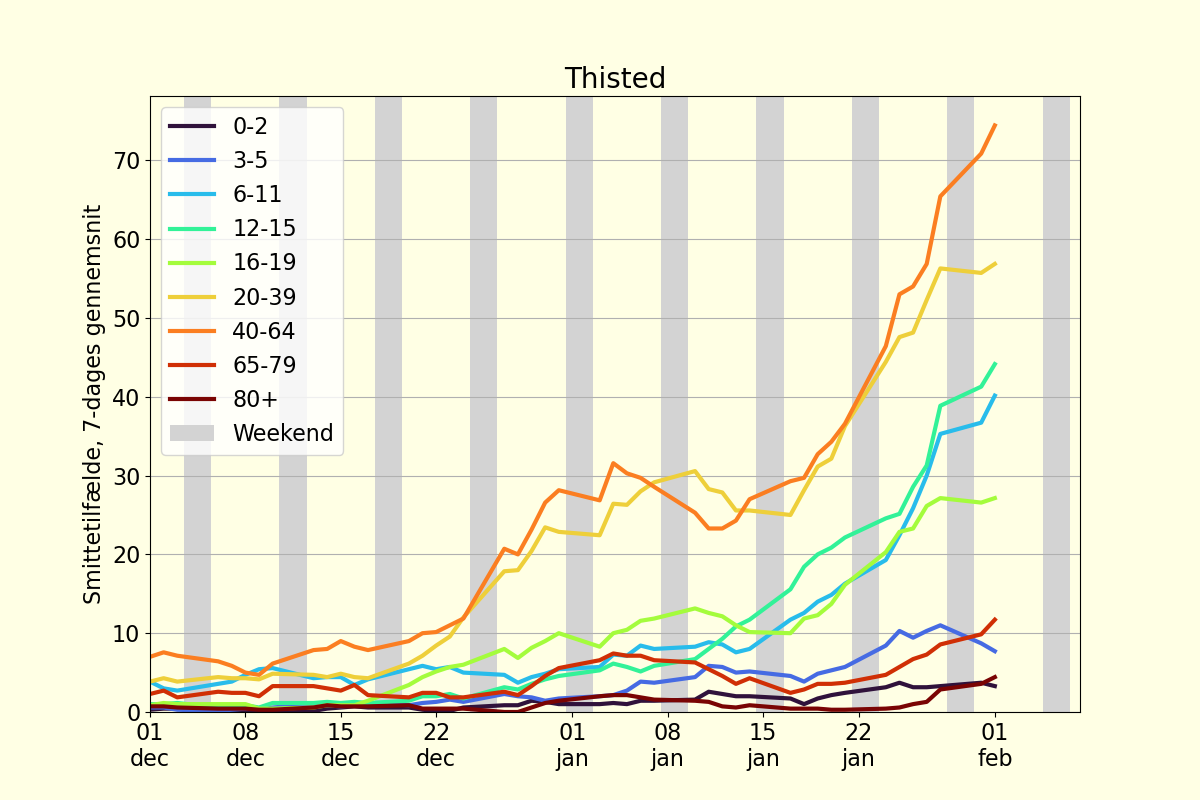 Thisted
Smittetilfælde, 7-dages gennemsnit
70
60
50
40
30
20
10
0
0-2
3-5
6-11
12-15
16-19
20-39
40-64
65-79
80+
Weekend
01 dec
08 dec
15 dec
22 dec
01 jan
08 jan
15 jan
22 jan
01 feb